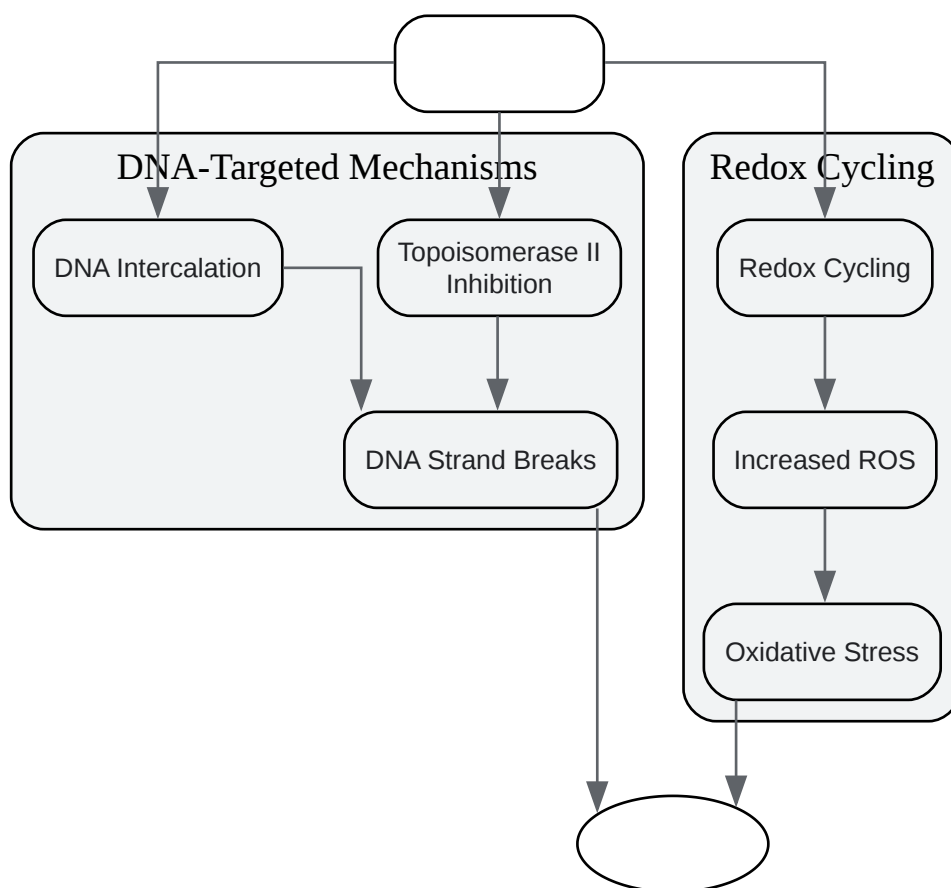 DNA-Targeted Mechanisms
Redox Cycling
DNA Intercalation
Topoisomerase II
Inhibition
Redox Cycling
DNA Strand Breaks
Increased ROS
Oxidative Stress